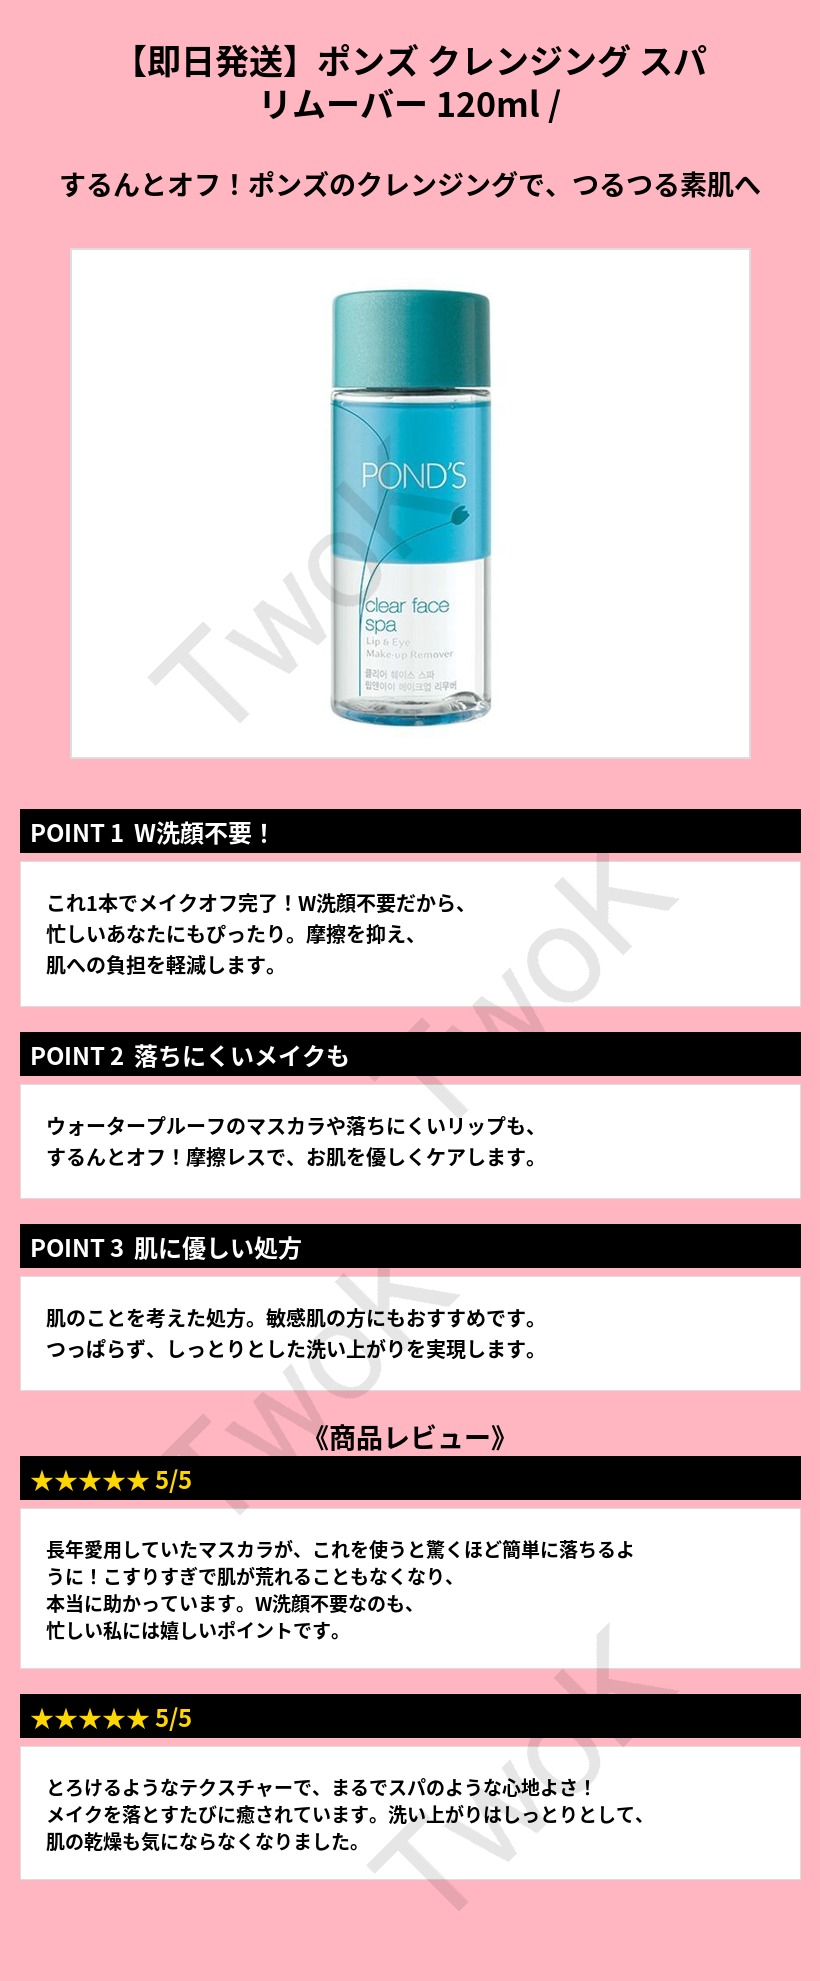 【即日発送】ポンズ クレンジング スパ
リムーバー 120ml /
するんとオフ！ポンズのクレンジングで、つるつる素肌へ
POND'S
clear face
spa
Lip & Eye
Make-up Remover
클리어 훼이스 스파
립앤아이 메이크업 리무버
TwoK
POINT 1 W洗顔不要！
これ1本でメイクオフ完了！W洗顔不要だから、
忙しいあなたにもぴったり。摩擦を抑え、
肌への負担を軽減します。
TwoK
POINT 2 落ちにくいメイクも
ウォータープルーフのマスカラや落ちにくいリップも、
するんとオフ！摩擦レスで、お肌を優しくケアします。
POINT 3 肌に優しい処方
肌のことを考えた処方。敏感肌の方にもおすすめです。
つっぱらず、しっとりとした洗い上がりを実現します。
TwoK
《商品レビュー》
★★★★★ 5/5
長年愛用していたマスカラが、これを使うと驚くほど簡単に落ちるよ
うに！こすりすぎで肌が荒れることもなくなり、
本当に助かっています。W洗顔不要なのも、
忙しい私には嬉しいポイントです。
★★★★★ 5/5
とろけるようなテクスチャーで、まるでスパのような心地よさ！
メイクを落とすたびに癒されています。洗い上がりはしっとりとして、
肌の乾燥も気にならなくなりました。
TwoK